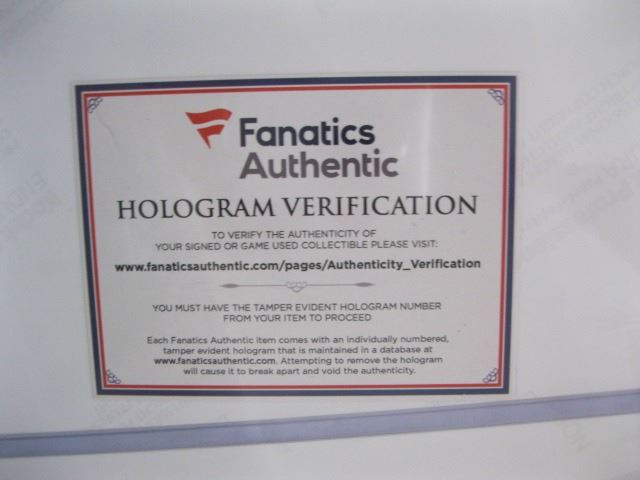 Fanatics
Authentic
HOLOGRAM VERIFICATION
TO VERIFY THE AUTHENTICITY OF
YOUR SIGNED OR GAME USED COLLECTIBLE PLEASE VISIT:
www.fanaticsauthentic.com/pages/Authenticity_Verification
YOU MUST HAVE THE TAMPER EVIDENT HOLOGRAM NUMBER
FROM YOUR ITEM TO PROCEED
Each Fanatics Authentic item comes with an individually numbered,
tamper evident hologram that is maintained in a database at
www.fanaticsauthentic.com. Attempting to remove the hologram
will cause it to break apart and void the authenticity.